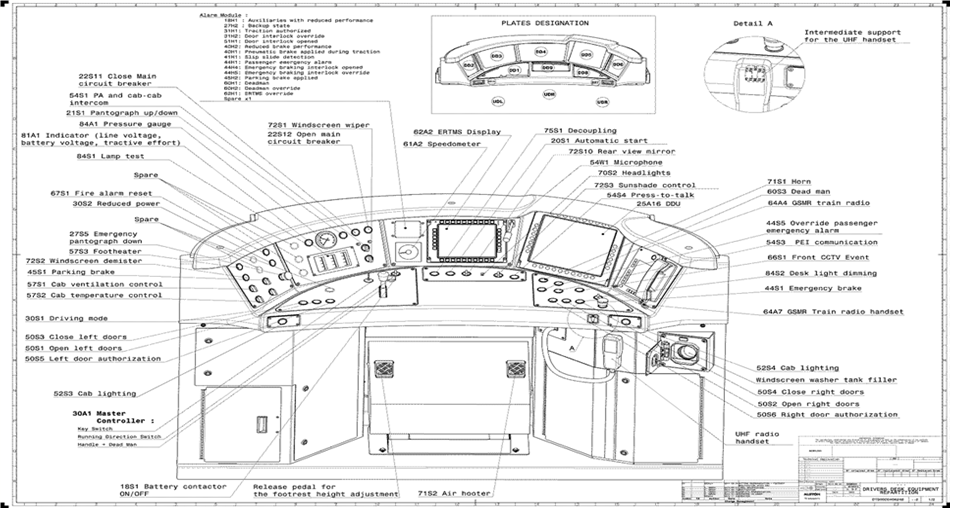 Alarm Module :
18H1 : Auxiliaries with reduced performance
27H2 : Backup state
31H1 : Traction authorized
31H2 : Door interlock override
51H1 : Door interlock opened
40H2 : Reduced brake performance
40H1 : Pneumatic brake applied during traction
41H1 : Slip slide detection
44H1 : Passenger emergency alarm
44H4 : Emergency braking interlock opened
44H5 : Emergency braking interlock override
45H2 : Parking brake applied
60H1 : Deadman
60H2 : Deadman override
62H1 : ERTMS override
Spare x1
PLATES DESIGNATION
DD2
DD3
DD4
DD5
DD6
DD1
DD9
DD8
UDL
UDM
UDR
Detail A
Intermediate support
for the UHF handset
22S11 Close Main
circuit breaker
54S1 PA and cab-cab
intercom
21S1 Pantograph up/down
84A1 Pressure gauge
81A1 Indicator (line voltage,
battery voltage, tractive effort)
84S1 Lamp test
Spare
67S1 Fire alarm reset
30S2 Reduced power
Spare
27S5 Emergency
pantograph down
57S3 Footheater
72S2 Windscreen demister
45S1 Parking brake
57S1 Cab ventilation control
57S2 Cab temperature control
30S1 Driving mode
50S3 Close left doors
50S1 Open left doors
50S5 Left door authorization
52S3 Cab lighting
30A1 Master
Controller :
Key Switch
Running Direction Switch
Handle + Dead Man
18S1 Battery contactor
ON/OFF
Release pedal for
the footrest height adjustment
71S2 Air hooter
72S1 Windscreen wiper
22S12 Open main
circuit breaker
62A2 ERTMS Display
61A2 Speedometer
75S1 Decoupling
20S1 Automatic start
72S10 Rear view mirror
54W1 Microphone
70S2 Headlights
72S3 Sunshade control
54S4 Press-to-talk
25A16 DDU
71S1 Horn
60S3 Dead man
64A4 GSMR train radio
44S5 Override passenger
emergency alarm
54S3 PEI communication
66S1 Front CCTV Event
84S2 Desk light dimming
44S1 Emergency brake
64A7 GSMR Train radio handset
A
52S4 Cab lighting
Windscreen washer tank filler
50S4 Close right doors
50S2 Open right doors
50S6 Right door authorization
UHF radio
handset
DRIVERS DESK EQUIPMENT
REPARTITION